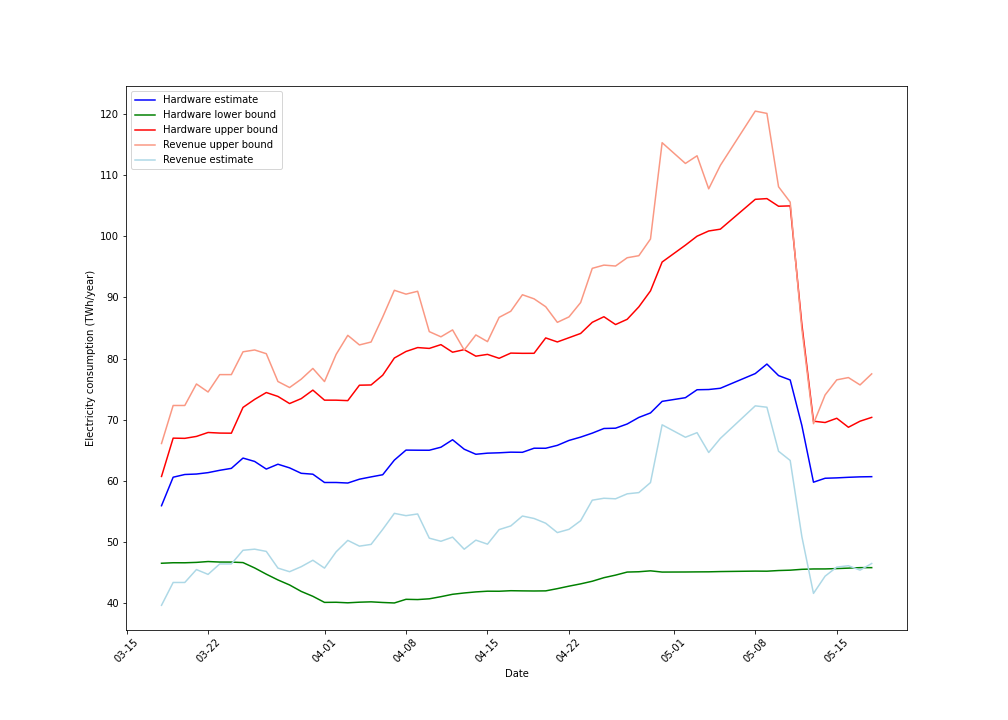 Hardware estimate
Hardware lower bound
Hardware upper bound
Revenue upper bound
Revenue estimate
120
110
100
90
80
70
60
50
40
Electricity consumption (TWh/year)
03-15
03-22
04-01
04-08
04-15
04-22
05-01
05-08
05-15
Date